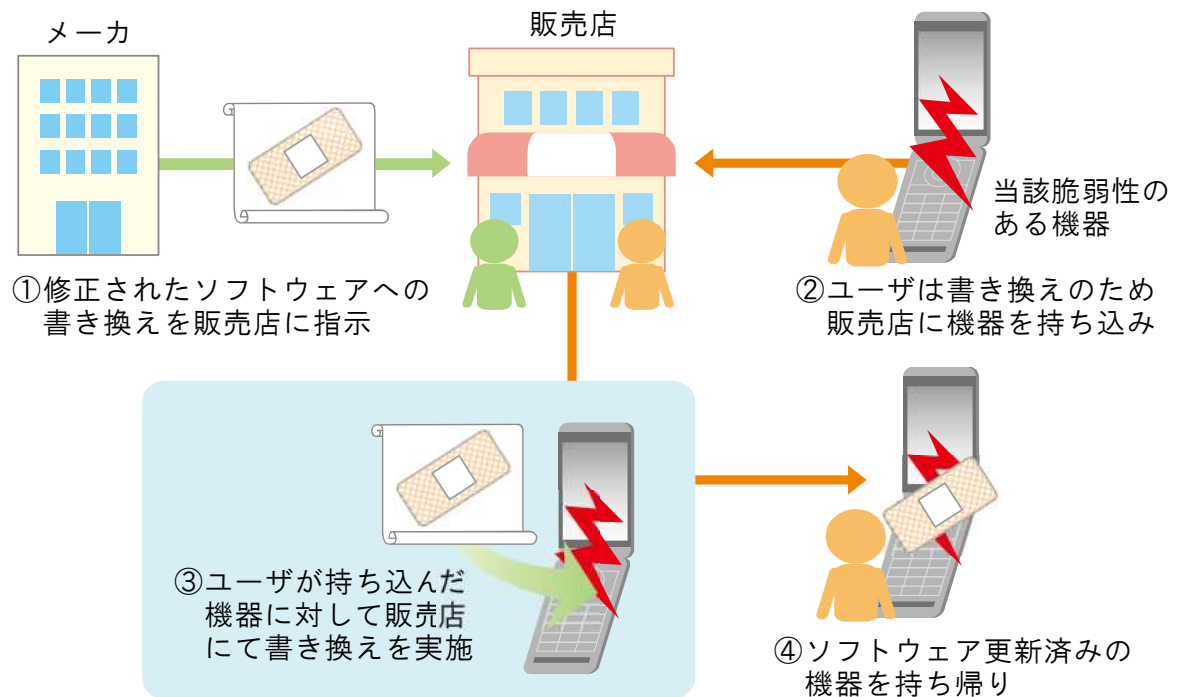 メーカ
販売店
当該脆弱性の
ある機器
①修正されたソフトウェアへの
書き換えを販売店に指示
②ユーザは書き換えのため
販売店に機器を持ち込み
③ユーザが持ち込んだ
機器に対して販売店
にて書き換えを実施
④ソフトウェア更新済みの
機器を持ち帰り